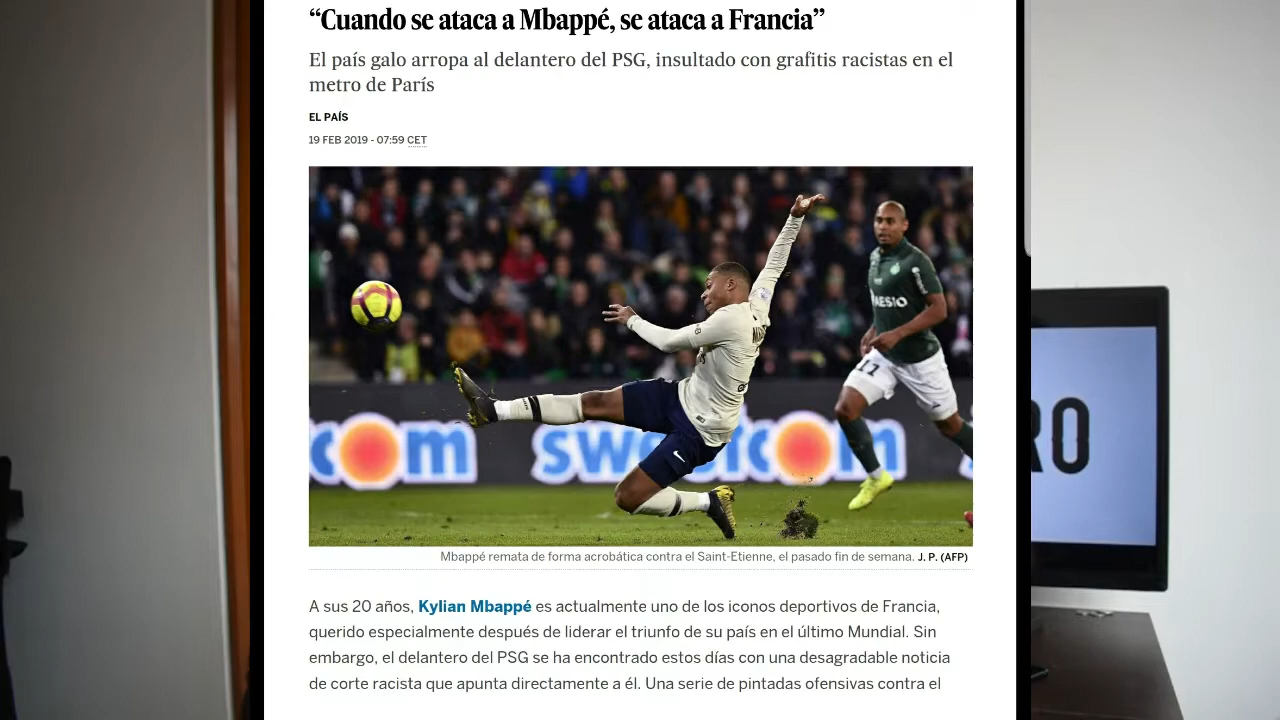 “Cuando se ataca a Mbappé, se ataca a Francia”
El país galo arropa al delantero del PSG, insultado con grafitis racistas en el
metro de París
EL PAÍS
19 FEB 2019 - 07:59 CET
AESIO
11
Mbappé remata de forma acrobática contra el Saint-Etienne, el pasado fin de semana. J. P. (AFP)
A sus 20 años, Kylian Mbappé es actualmente uno de los iconos deportivos de Francia,
querido especialmente después de liderar el triunfo de su país en el último Mundial. Sin
embargo, el delantero del PSG se ha encontrado estos días con una desagradable noticia
de corte racista que apunta directamente a él. Una serie de pintadas ofensivas contra el